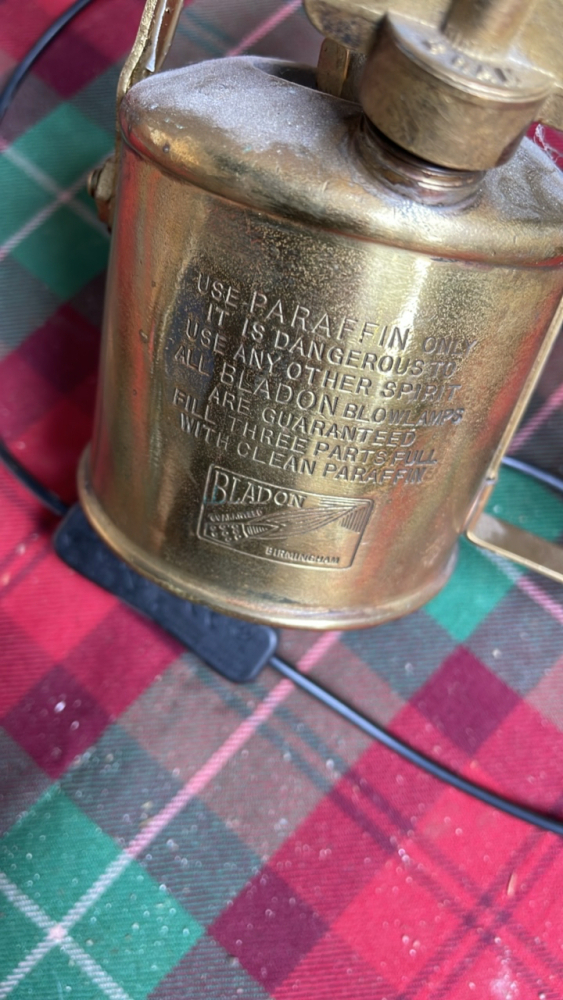 USE PARAFFIN ONLY
IT IS DANGEROUS TO
USE ANY OTHER SPIRIT
ALL BLADON BLOWLAMPS
ARE GUARANTEED
FILL THREE PARTS FULL
WITH CLEAN PARAFFIN
BLADON
GUARANTEED
BIRMINGHAM